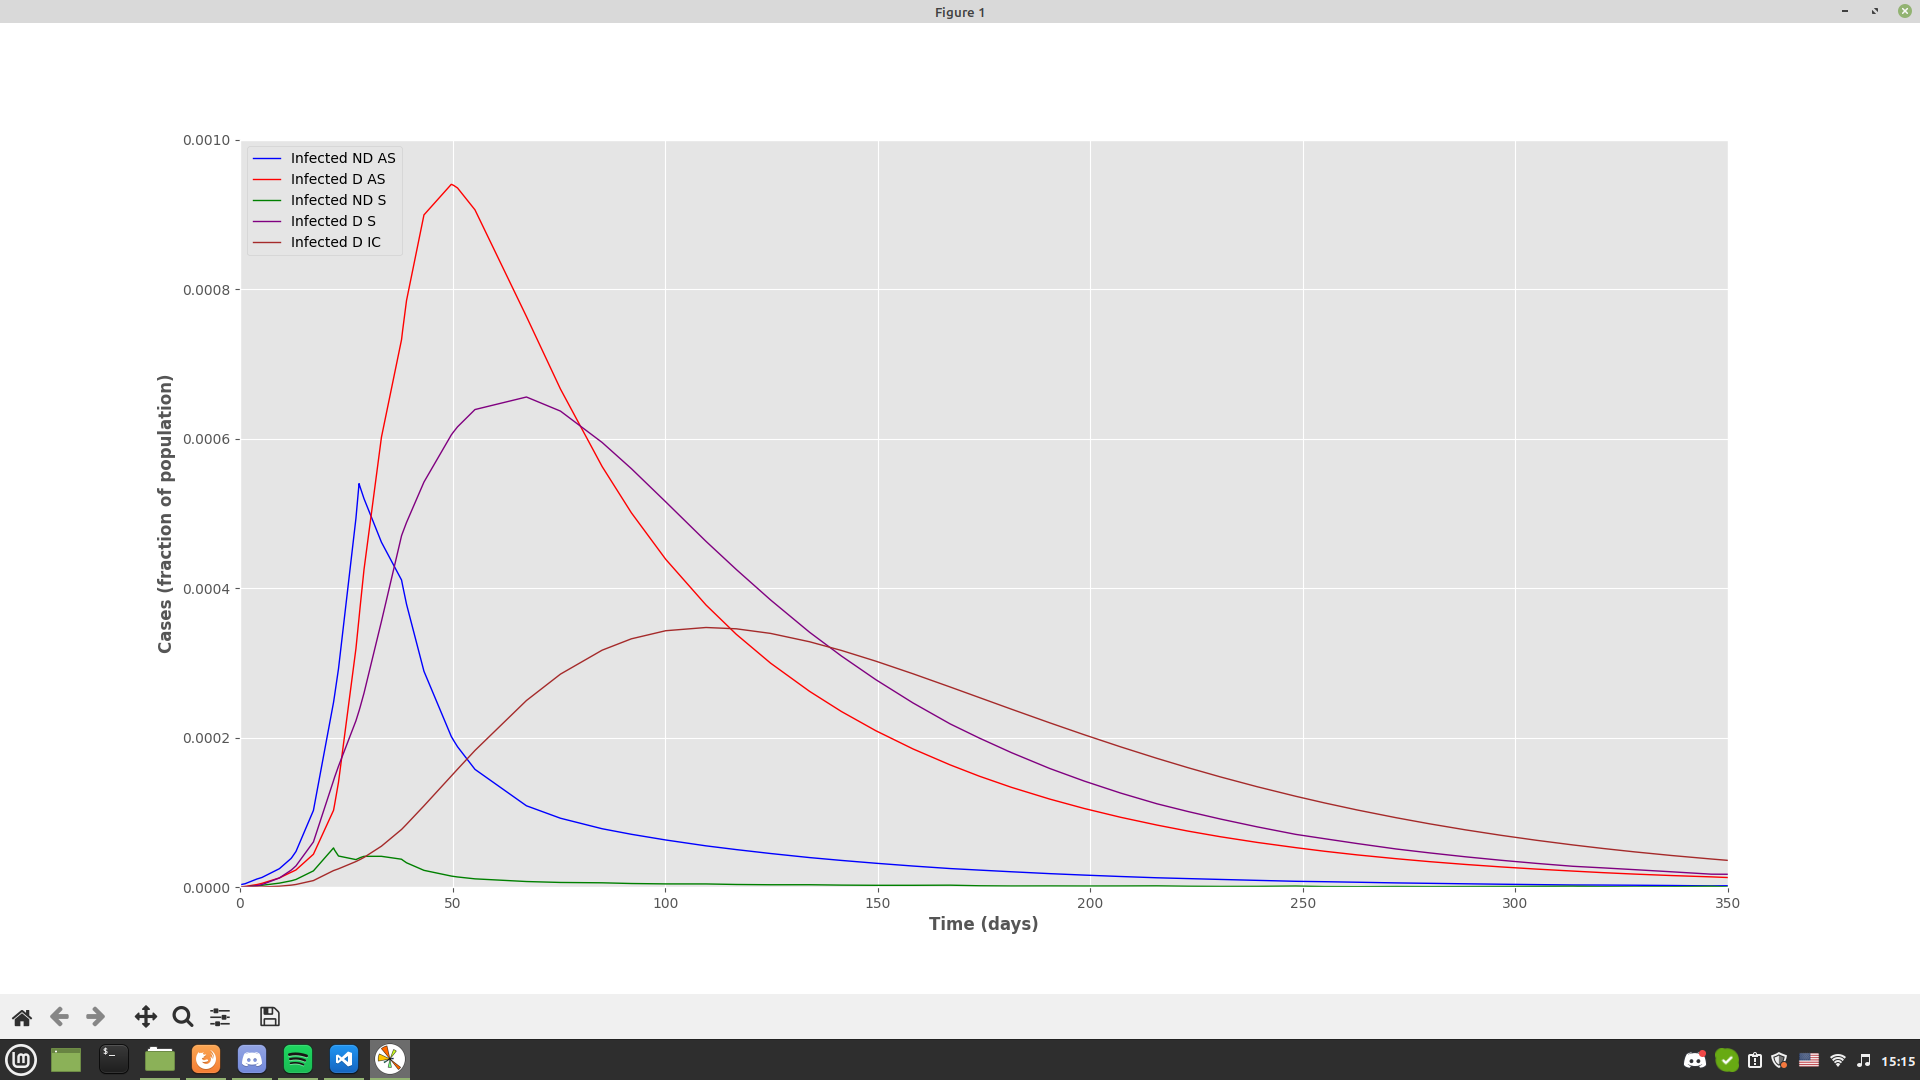 Figure 1
0.0010
Infected ND AS
Infected D AS
Infected ND S
Infected D S
Infected D IC
0.0008
0.0006
0.0004
0.0002
0.0000
Cases (fraction of population)
0 50 100 150 200 250 300 350
Time (days)
$_
15:15